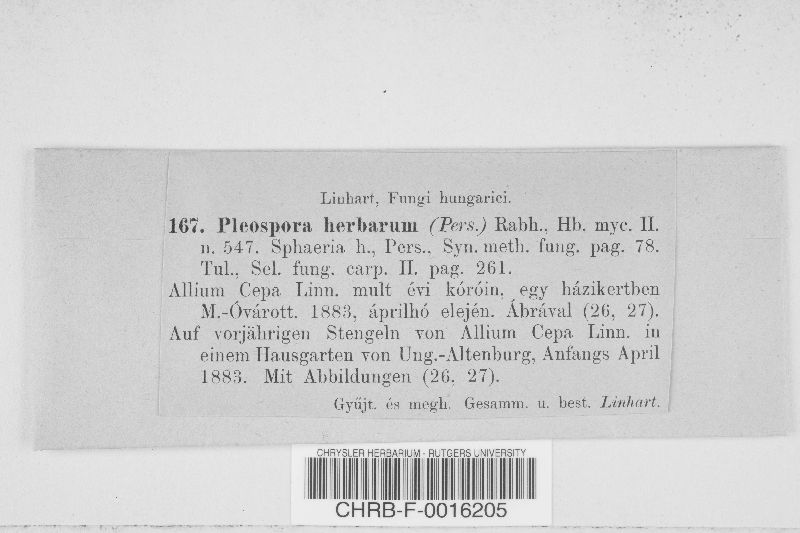 Linhart, Fungi hungarici.
167. Pleospora herbarum (Pers.) Rabh., Hb. myc. II.
n. 547. Sphaeria h., Pers., Syn. meth. fung. pag. 78.
Tul., Sel. fung. carp. II. pag. 261.
Allium Cepa Linn. mult évi kóróin, egy házikertben
M.-Óvárott. 1883, áprilhó elején. Ábrával (26, 27).
Auf vorjährigen Stengeln von Allium Cepa Linn. in
einem Hausgarten von Ung.-Altenburg, Anfangs April
1883. Mit Abbildungen (26, 27).
Gyűjt. és megh. Gesamm. u. best. Linhart.
CHRYSLER HERBARIUM - RUTGERS UNIVERSITY
CHRB-F-0016205